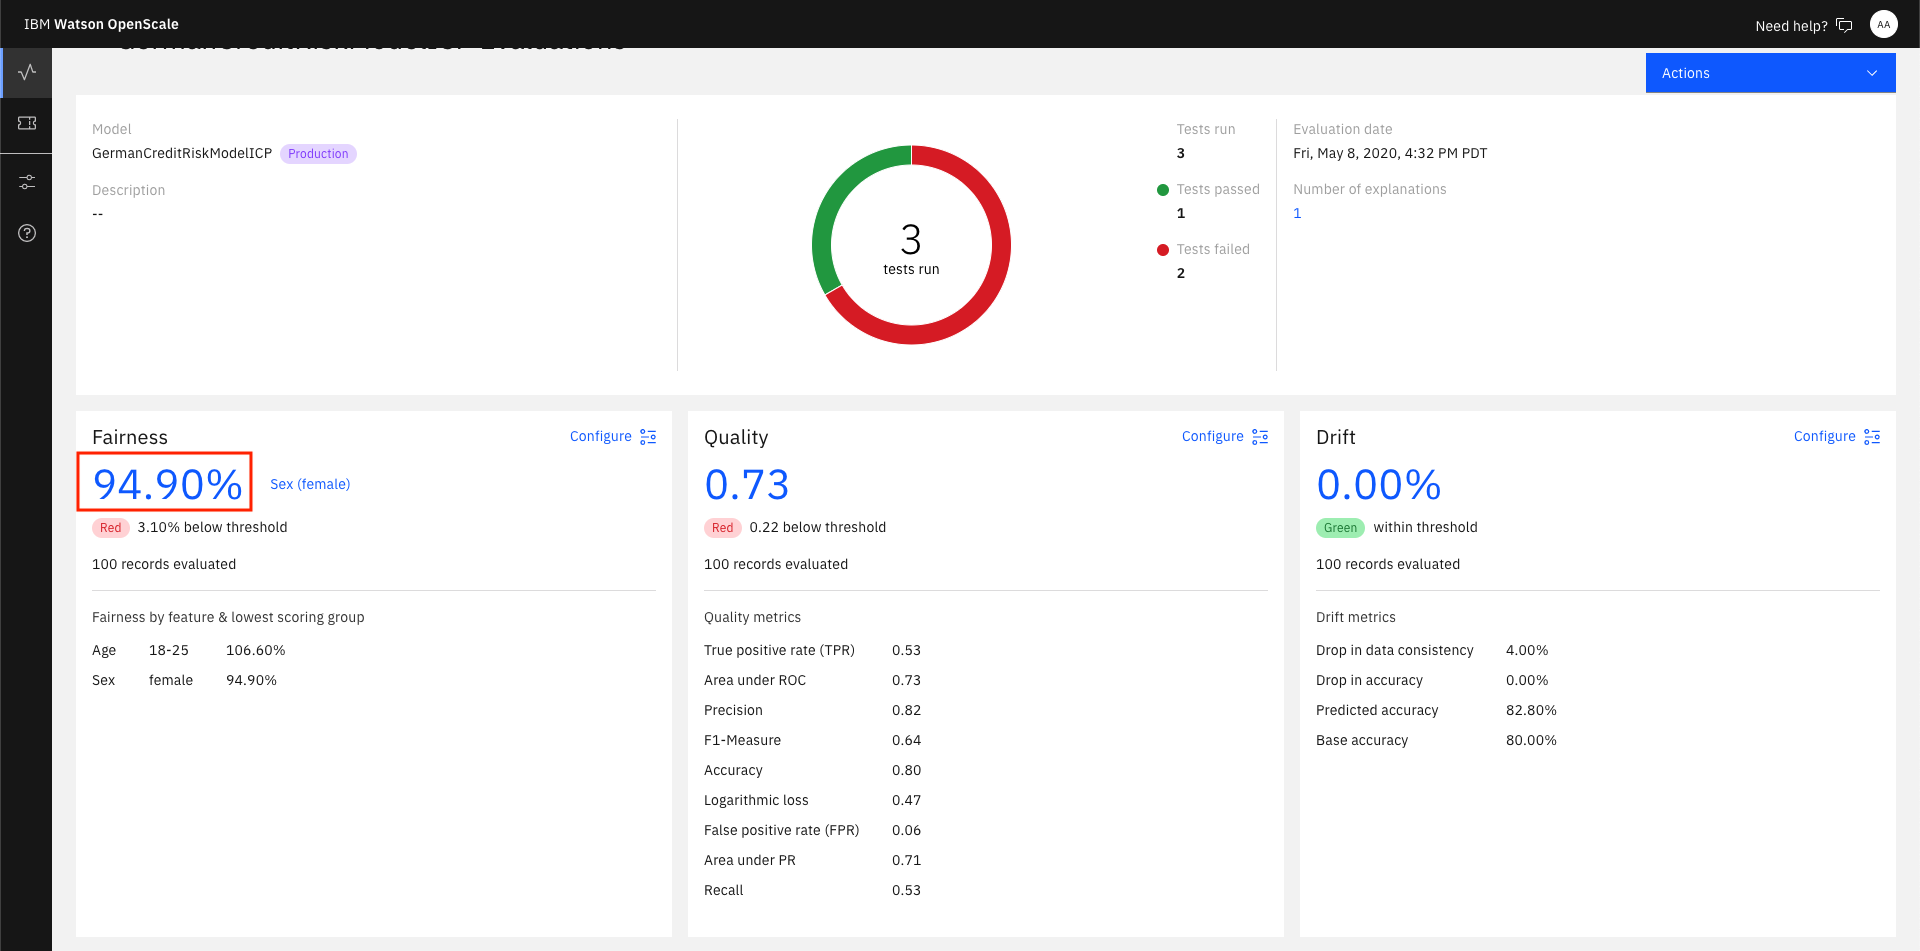 IBM Watson OpenScale
Need help?
AA
Actions
Model
GermanCreditRiskModelICP Production
Description
--
3
tests run
Tests run
3
Tests passed
1
Tests failed
2
Evaluation date
Fri, May 8, 2020, 4:32 PM PDT
Number of explanations
1
Fairness
Configure
94.90% Sex (female)
Red 3.10% below threshold
100 records evaluated
Fairness by feature & lowest scoring group
Age 18-25 106.60%
Sex female 94.90%
Quality
Configure
0.73
Red 0.22 below threshold
100 records evaluated
Quality metrics
True positive rate (TPR) 0.53
Area under ROC 0.73
Precision 0.82
F1-Measure 0.64
Accuracy 0.80
Logarithmic loss 0.47
False positive rate (FPR) 0.06
Area under PR 0.71
Recall 0.53
Drift
Configure
0.00%
Green within threshold
100 records evaluated
Drift metrics
Drop in data consistency 4.00%
Drop in accuracy 0.00%
Predicted accuracy 82.80%
Base accuracy 80.00%